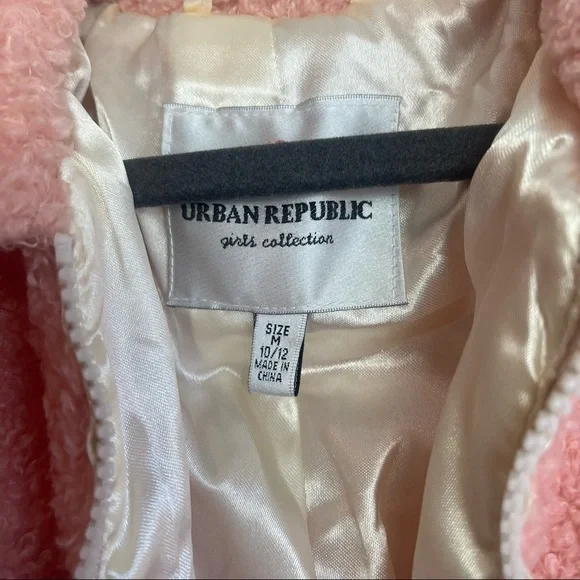 URBAN REPUBLIC
girls collection
SIZE
M
10/12
MADE IN
CHINA